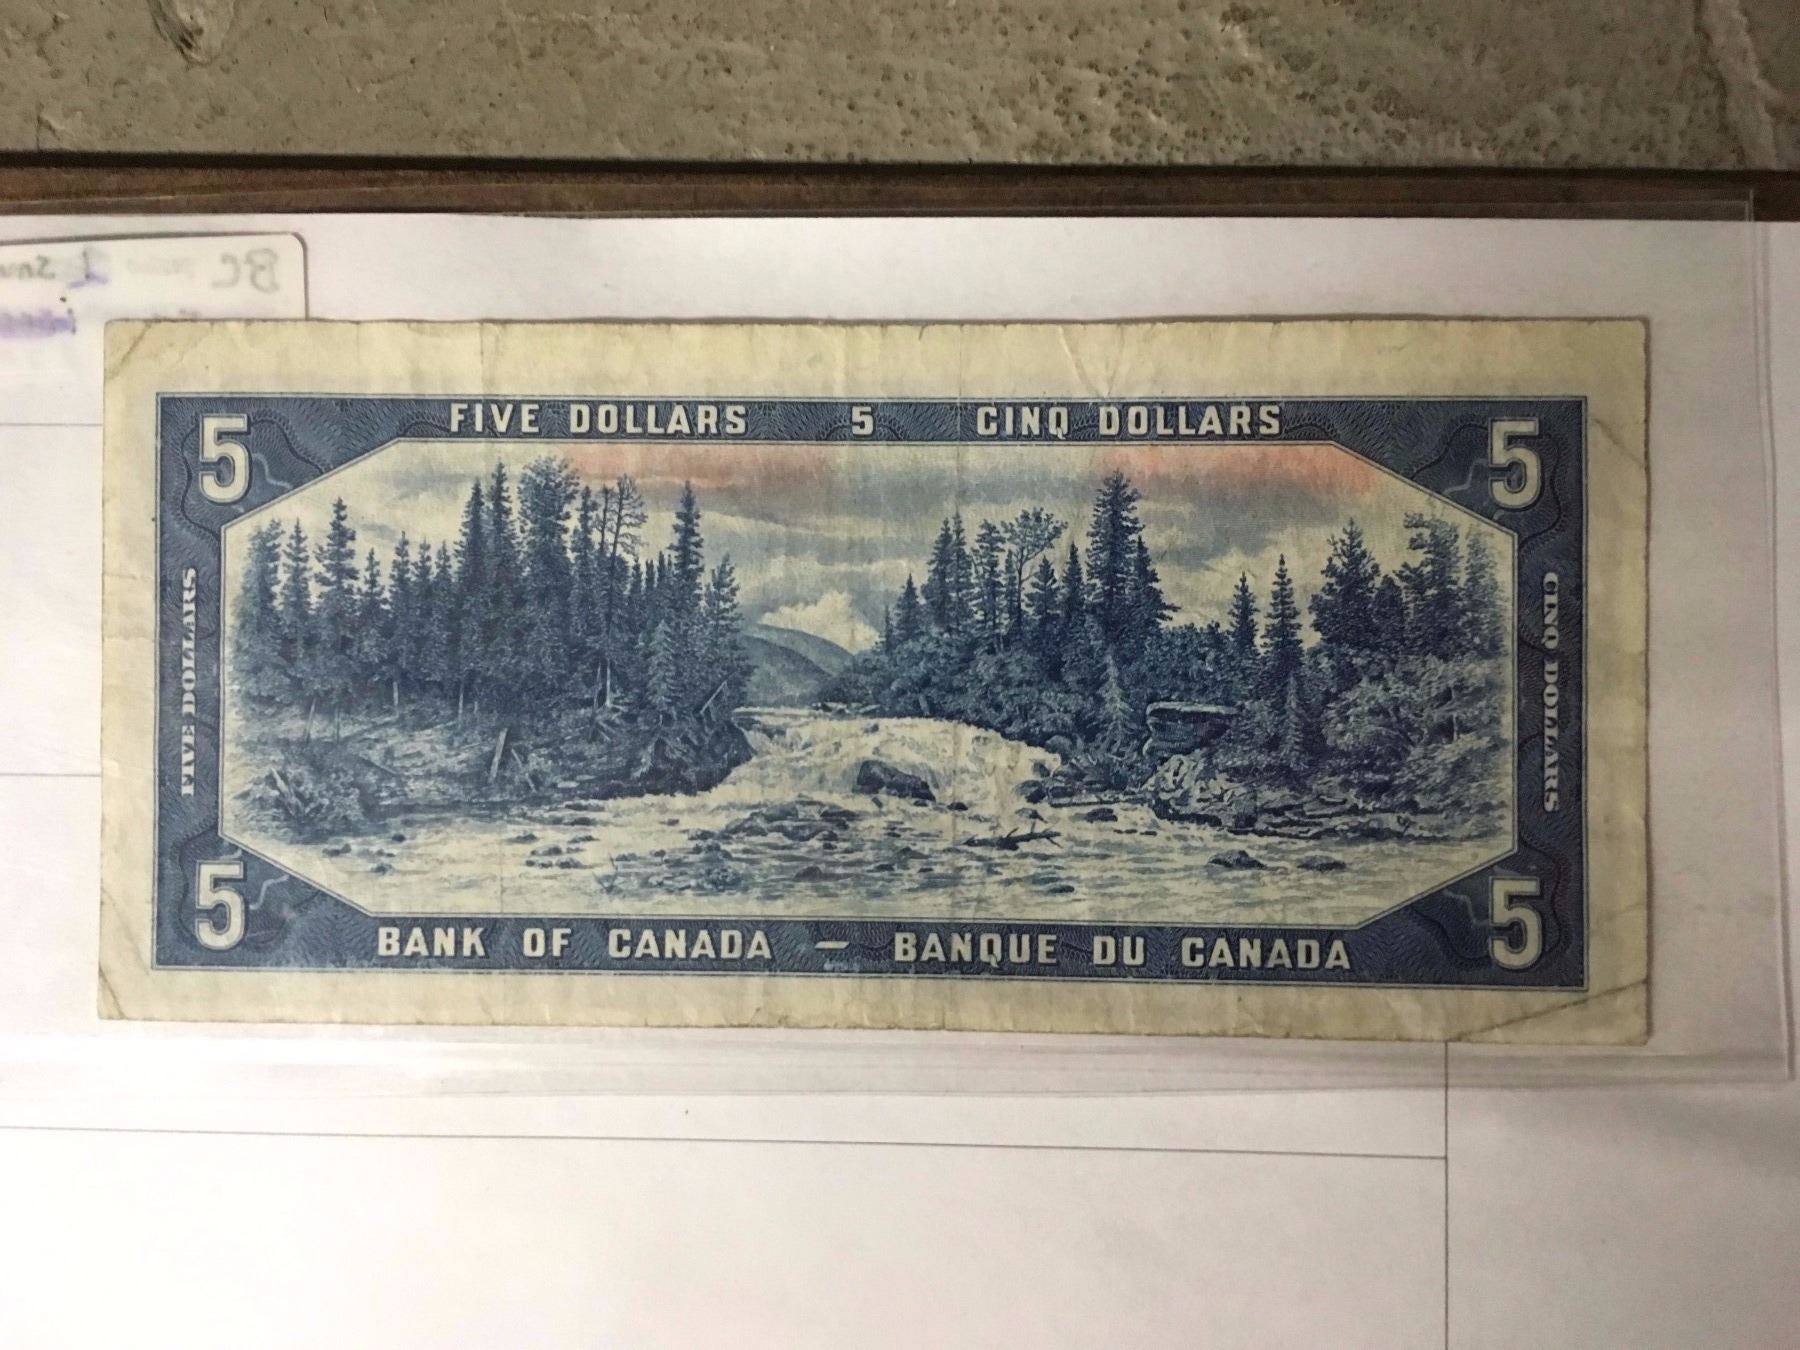 BC
FIVE DOLLARS 5 CINQ DOLLARS
5 5
FIVE DOLLARS
CINQ DOLLARS
5 5
BANK OF CANADA — BANQUE DU CANADA